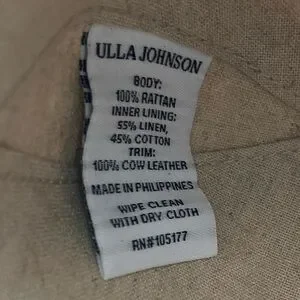 ULLA JOHNSON
BODY:
100% RATTAN
INNER LINING:
55% LINEN,
45% COTTON
TRIM:
100% COW LEATHER
MADE IN PHILIPPINES
WIPE CLEAN
WITH DRY CLOTH
RN#105177